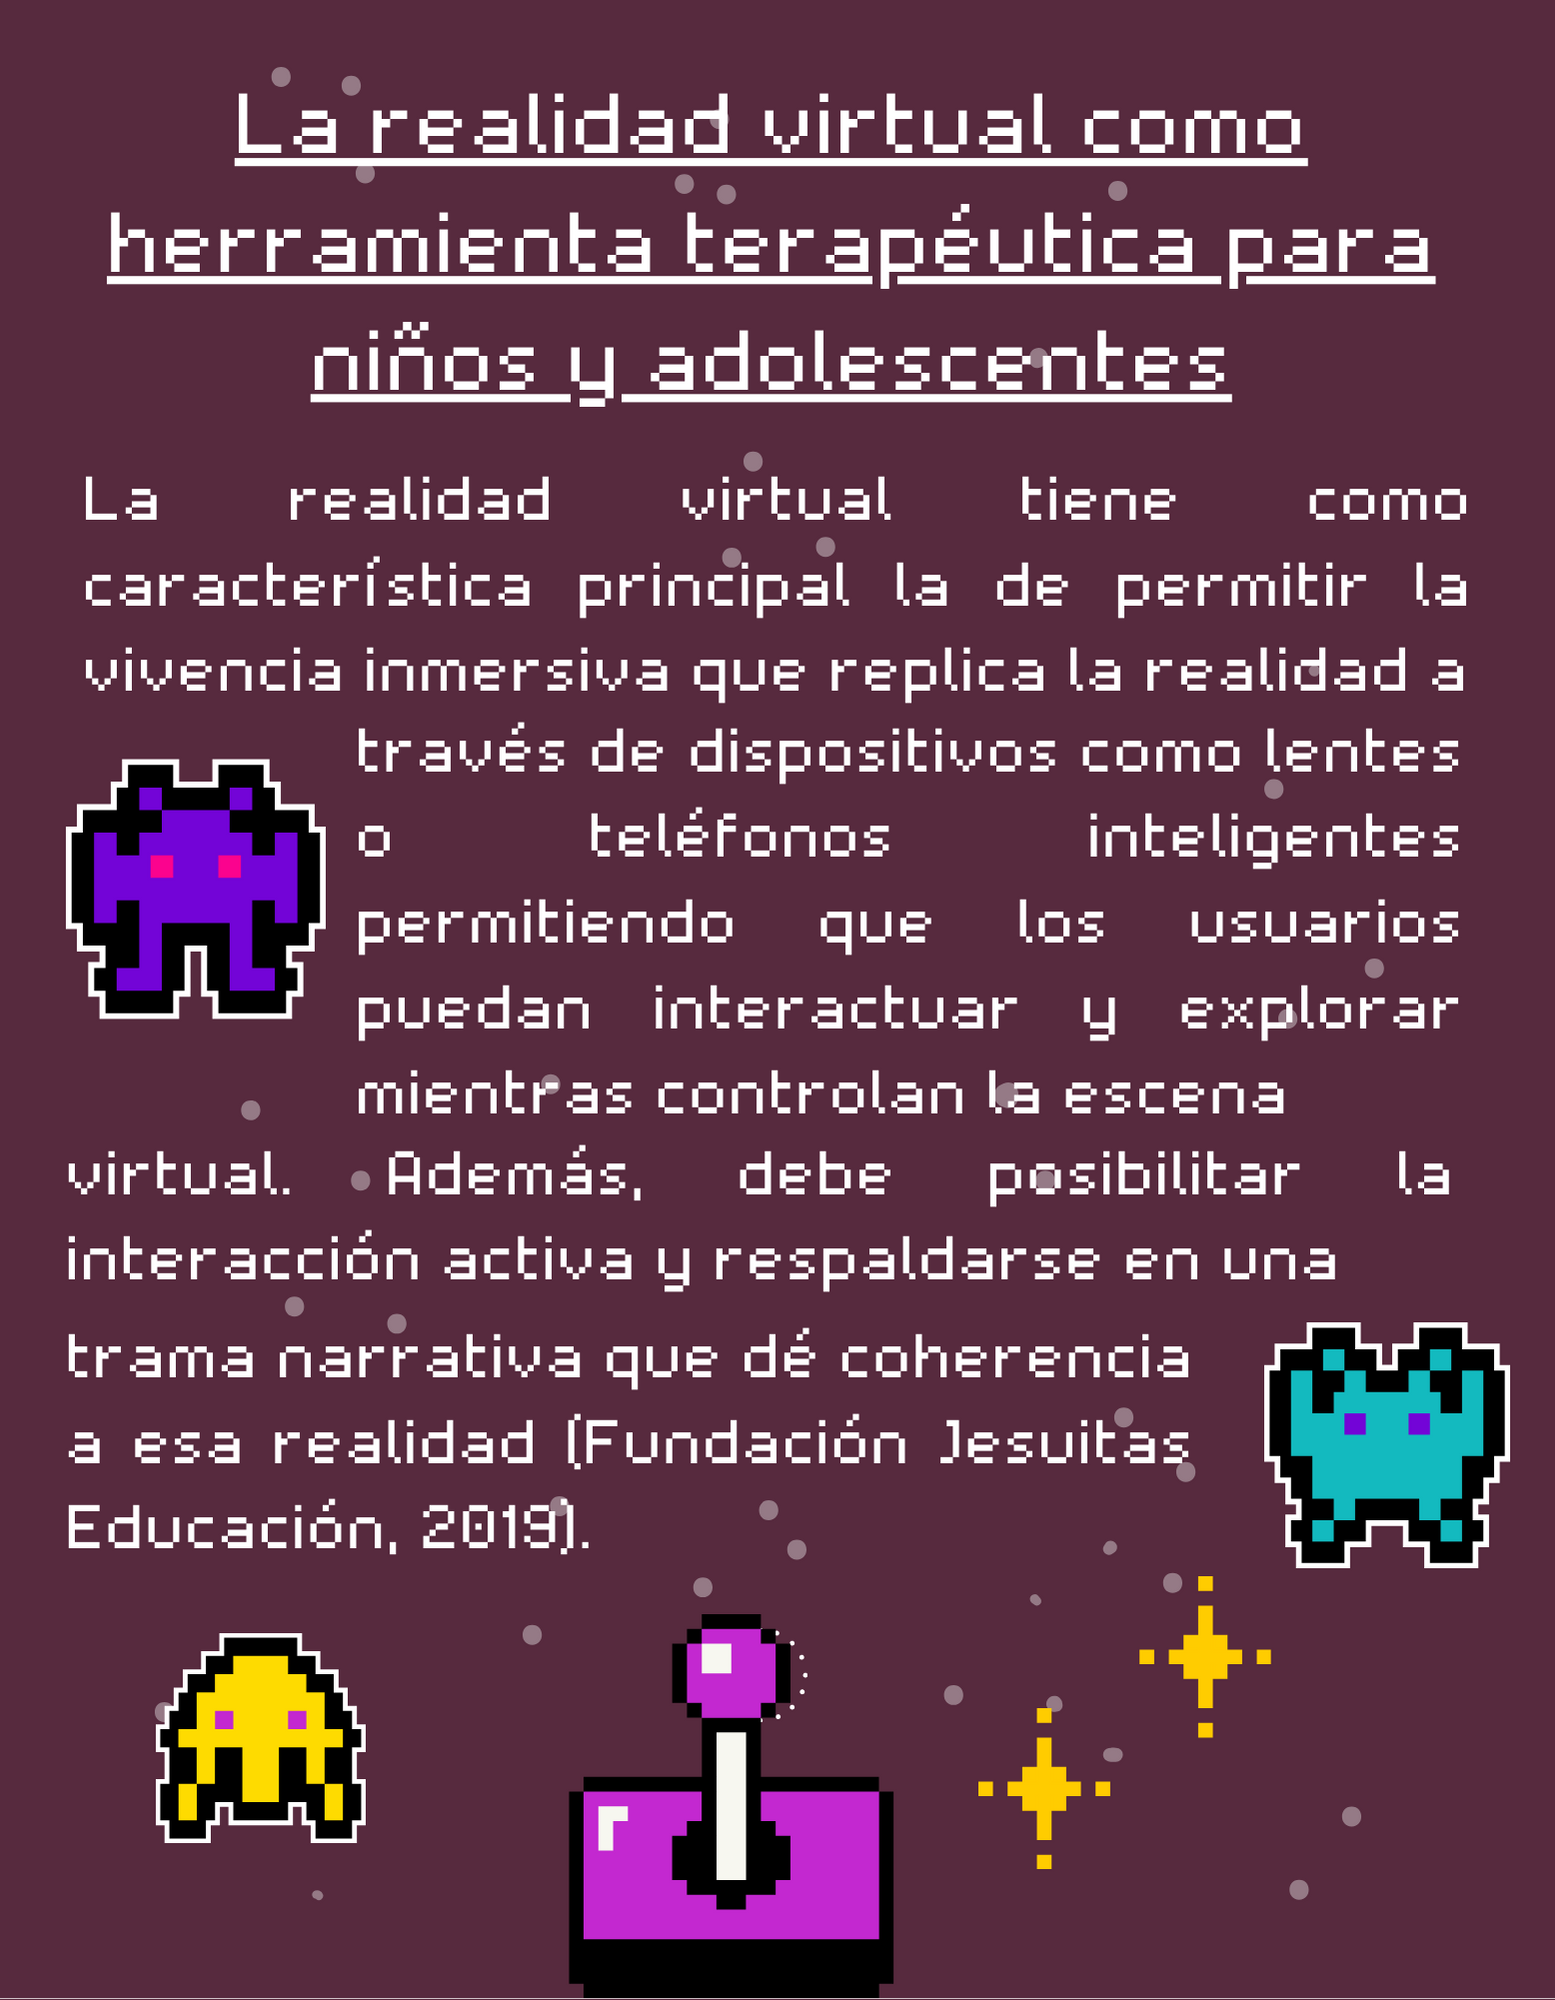 La realidad virtual como
herramienta terapéutica para
niños y adolescentes
La realidad virtual tiene como
característica principal la de permitir la
vivencia inmersiva que replica la realidad a
través de dispositivos como lentes
o teléfonos inteligentes
permitiendo que los usuarios
puedan interactuar y explorar
mientras controlan la escena
virtual. Además, debe posibilitar la
interacción activa y respaldarse en una
trama narrativa que dé coherencia
a esa realidad (Fundación Jesuitas
Educación, 2019).